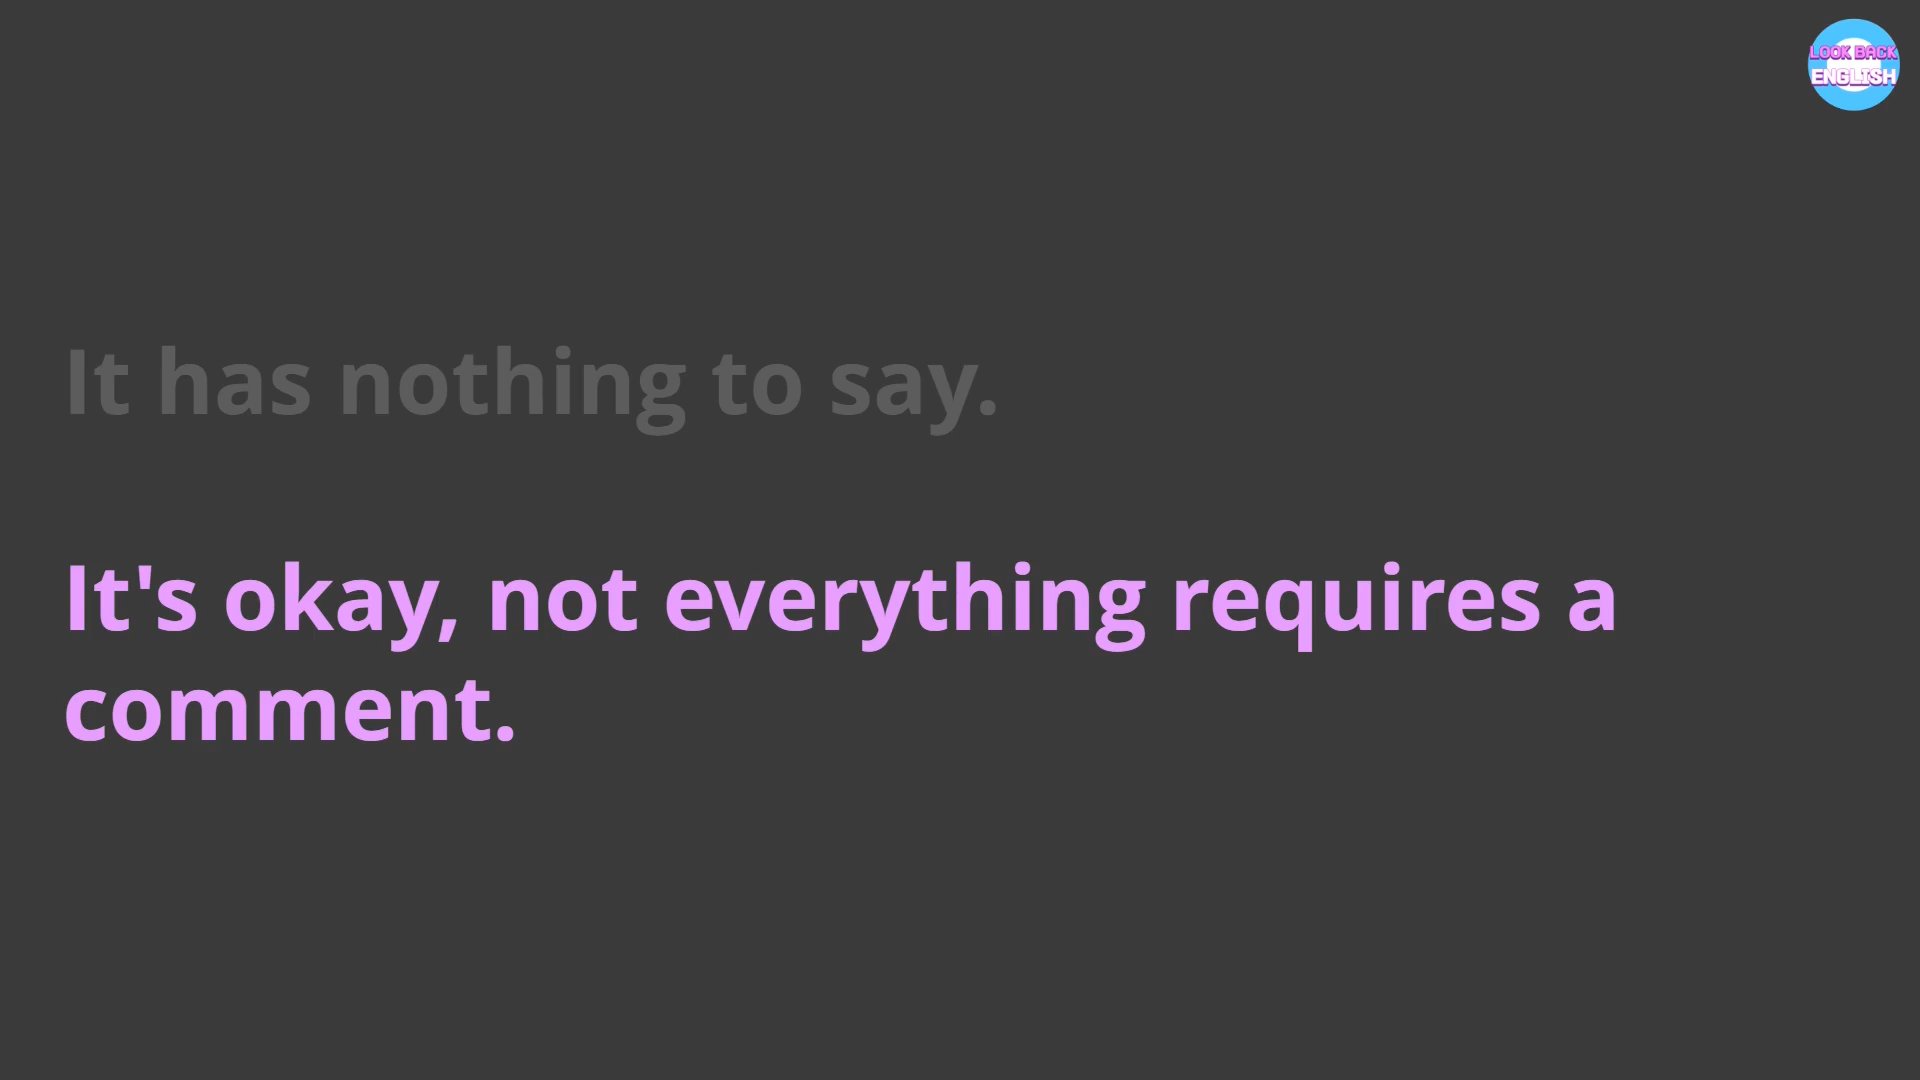 LOOK BACK
ENGLISH
It has nothing to say.
It's okay, not everything requires a
comment.